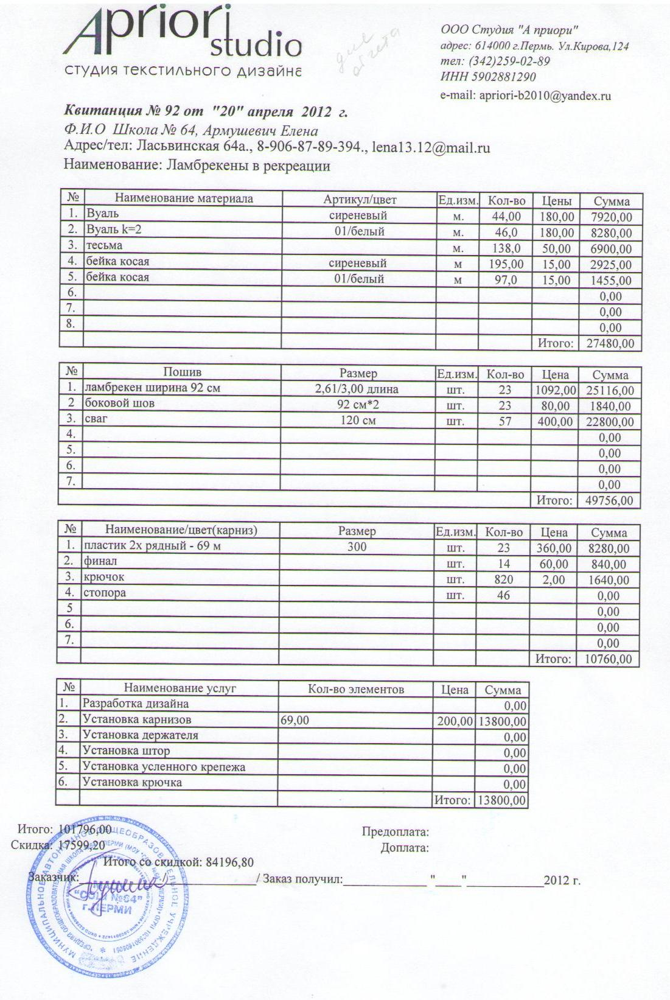 Apriori studio
студия текстильного дизайна
для
отчета
ООО Студия "А приори"
адрес: 614000 г.Пермь. Ул.Кирова,124
тел: (342)259-02-89
ИНН 5902881290
e-mail: apriori-b2010@yandex.ru
Квитанция № 92 от "20" апреля 2012 г.
Ф.И.О Школа № 64, Армушевич Елена
Адрес/тел: Ласьвинская 64а., 8-906-87-89-394., lena13.12@mail.ru
Наименование: Ламбрекены в рекреации
№ Наименование материала Артикул/цвет Ед.изм. Кол-во Цены Сумма
1. Вуаль сиреневый м. 44,00 180,00 7920,00
2. Вуаль k=2 01/белый м. 46,0 180,00 8280,00
3. тесьма м. 138,0 50,00 6900,00
4. бейка косая сиреневый м 195,00 15,00 2925,00
5. бейка косая 01/белый м 97,0 15,00 1455,00
6. 0,00
7. 0,00
8. 0,00
Итого: 27480,00
№ Пошив Размер Ед.изм. Кол-во Цена Сумма
1. ламбрекен ширина 92 см 2,61/3,00 длина шт. 23 1092,00 25116,00
2 боковой шов 92 см*2 шт. 23 80,00 1840,00
3. сваг 120 см шт. 57 400,00 22800,00
4. 0,00
5. 0,00
6. 0,00
7. 0,00
Итого: 49756,00
№ Наименование/цвет(карниз) Размер Ед.изм. Кол-во Цена Сумма
1. пластик 2х рядный - 69 м 300 шт. 23 360,00 8280,00
2. финал шт. 14 60,00 840,00
3. крючок шт. 820 2,00 1640,00
4. стопора шт. 46 0,00
5 0,00
6. 0,00
7. 0,00
Итого: 10760,00
№ Наименование услуг Кол-во элементов Цена Сумма
1. Разработка дизайна 0,00
2. Установка карнизов 69,00 200,00 13800,00
3. Установка держателя 0,00
4. Установка штор 0,00
5. Установка усленного крепежа 0,00
6. Установка крючка 0,00
Итого: 13800,00
Итого: 101796,00 Предоплата:
Скидка: 17599,20 Доплата:
Итого со скидкой: 84196,80
Заказчик:____________/______________/ Заказ получил:_______________ "____"____________2012 г.
МУНИЦИПАЛЬНОЕ АВТОНОМНОЕ ОБЩЕОБРАЗОВАТЕЛЬНОЕ УЧРЕЖДЕНИЕ
"СОШ №64"
г.ПЕРМИ